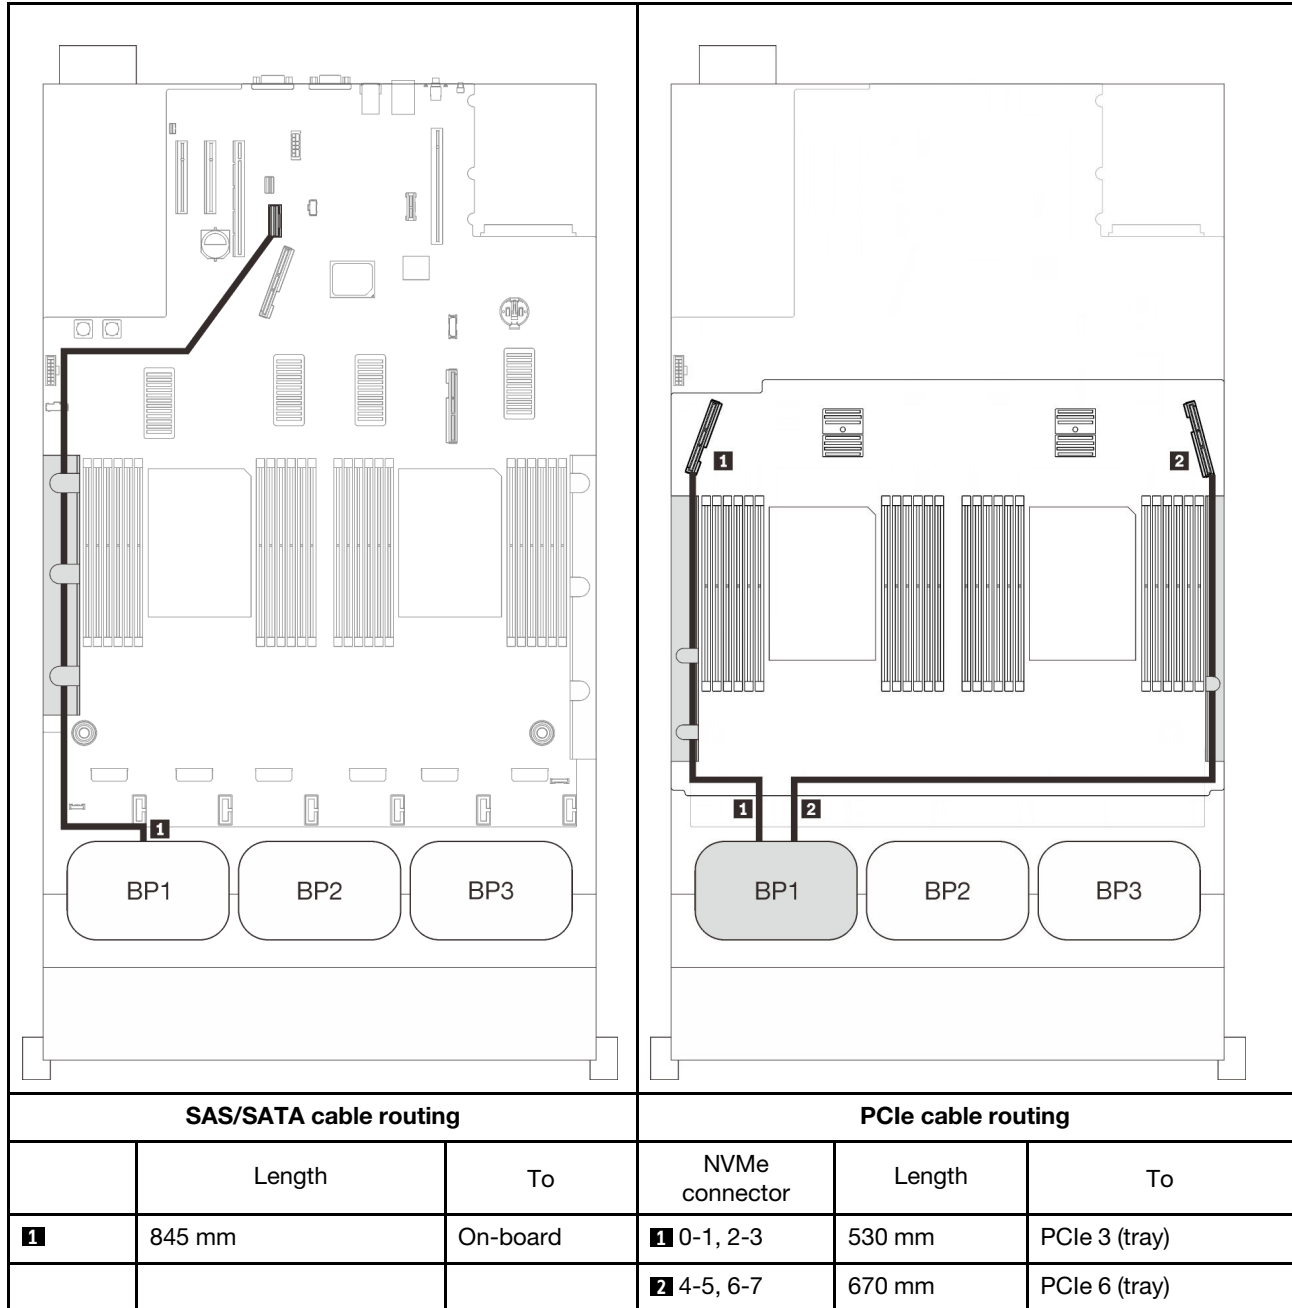 1
BP1
BP2
BP3
1
2
1
2
BP1
BP2
BP3
SAS/SATA cable routing
PCIe cable routing
Length
To
NVMe
connector
Length
To
1
845 mm
On-board
1 0-1, 2-3
530 mm
PCIe 3 (tray)
2 4-5, 6-7
670 mm
PCIe 6 (tray)